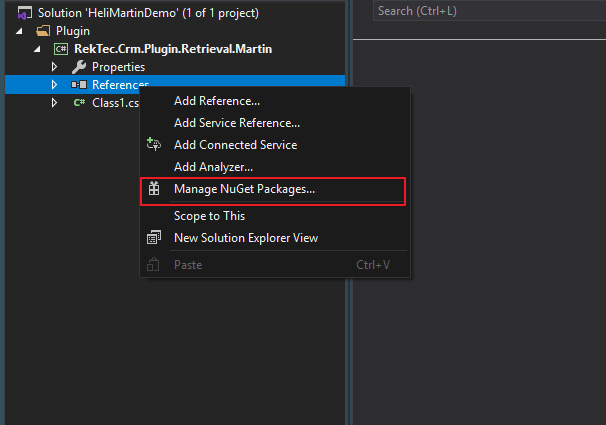 Solution 'HeliMartinDemo' (1 of 1 project)
Search (Ctrl+L)
Plugin
C# RekTec.Crm.Plugin.Retrieval.Martin
Properties
References
C# Class1.cs
Add Reference...
Add Service Reference...
Add Connected Service
Add Analyzer...
Manage NuGet Packages...
Scope to This
New Solution Explorer View
Paste Ctrl+V